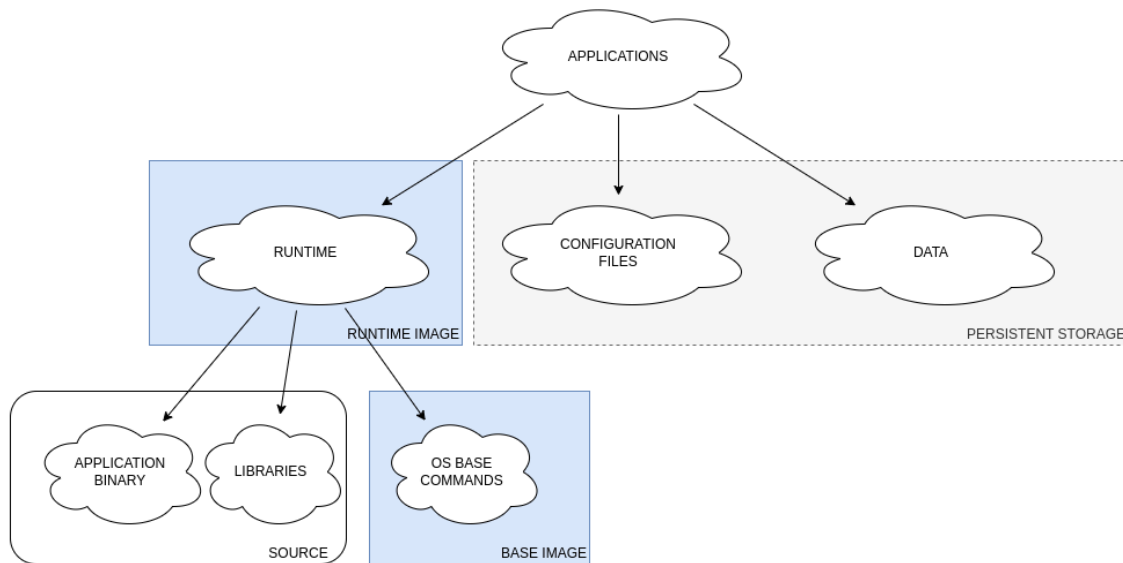 APPLICATIONS
RUNTIME
CONFIGURATION
FILES
DATA
RUNTIME IMAGE
PERSISTENT STORAGE
APPLICATION
BINARY
LIBRARIES
OS BASE
COMMANDS
SOURCE
BASE IMAGE